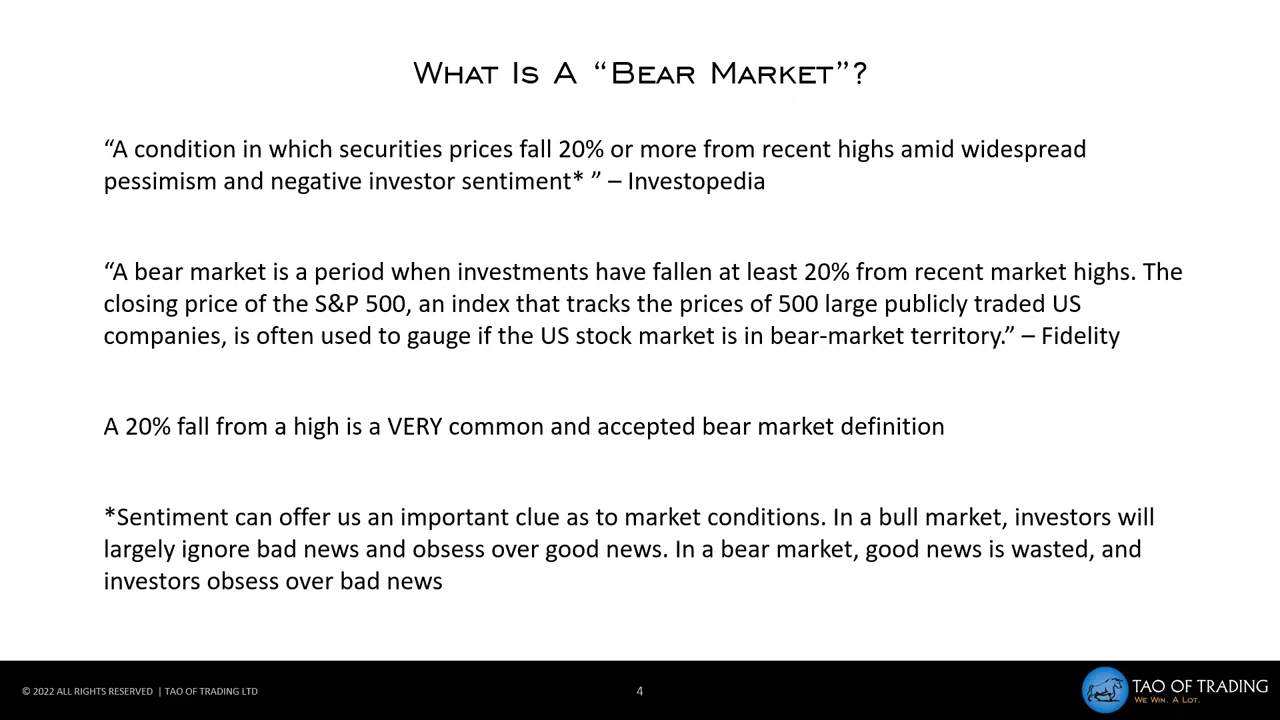 What Is A “Bear Market”?
“A condition in which securities prices fall 20% or more from recent highs amid widespread
pessimism and negative investor sentiment* ” – Investopedia
“A bear market is a period when investments have fallen at least 20% from recent market highs. The
closing price of the S&P 500, an index that tracks the prices of 500 large publicly traded US
companies, is often used to gauge if the US stock market is in bear-market territory.” – Fidelity
A 20% fall from a high is a VERY common and accepted bear market definition
*Sentiment can offer us an important clue as to market conditions. In a bull market, investors will
largely ignore bad news and obsess over good news. In a bear market, good news is wasted, and
investors obsess over bad news
© 2022 ALL RIGHTS RESERVED | TAO OF TRADING LTD
4
TAO OF TRADING
We Win. A Lot.